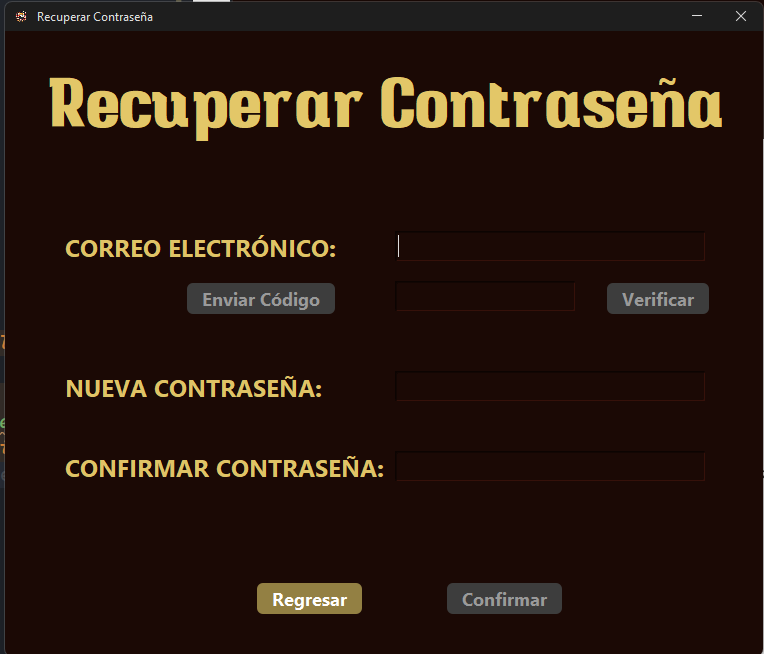 Recuperar Contraseña
Recuperar Contraseña
CORREO ELECTRÓNICO:
Enviar Código Verificar
NUEVA CONTRASEÑA:
CONFIRMAR CONTRASEÑA:
Regresar Confirmar